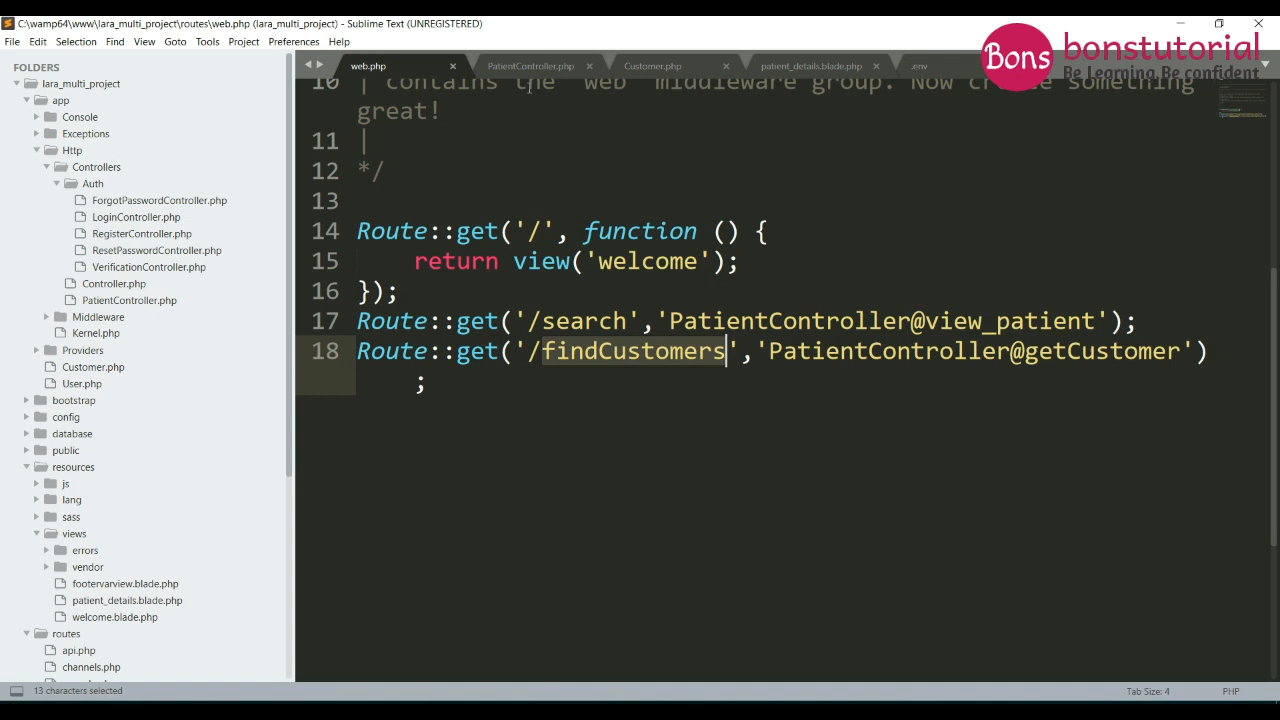 C:\wamp64\www\lara_multi_project\routes\web.php (lara_multi_project) - Sublime Text (UNREGISTERED)
File Edit Selection Find View Goto Tools Project Preferences Help
Bons bonstutorial
Be Learning, Be confident
FOLDERS
lara_multi_project
app
Console
Exceptions
Http
Controllers
Auth
ForgotPasswordController.php
LoginController.php
RegisterController.php
ResetPasswordController.php
VerificationController.php
Controller.php
PatientController.php
Middleware
Kernel.php
Providers
Customer.php
User.php
bootstrap
config
database
public
resources
js
lang
sass
views
errors
vendor
footervarview.blade.php
patient_details.blade.php
welcome.blade.php
routes
api.php
channels.php
web.php PatientController.php Customer.php patient_details.blade.php .env
10 | contains the "web" middleware group. Now create something
great!
11 |
12 */
13
14 Route::get('/', function () {
15 return view('welcome');
16 });
17 Route::get('/search','PatientController@view_patient');
18 Route::get('/findCustomers','PatientController@getCustomer')
;
13 characters selected Tab Size: 4 PHP